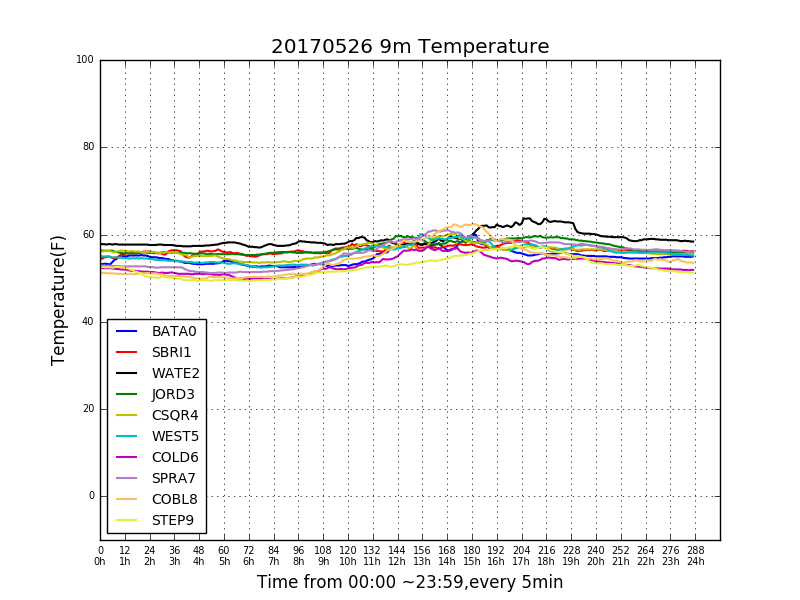 20170526 9m Temperature
Temperature(F)
100
80
60
40
20
0
BATA0
SBRI1
WATE2
JORD3
CSQR4
WEST5
COLD6
SPRA7
COBL8
STEP9
0 12 24 36 48 60 72 84 96 108 120 132 144 156 168 180 192 204 216 228 240 252 264 276 288
0h 1h 2h 3h 4h 5h 6h 7h 8h 9h 10h 11h 12h 13h 14h 15h 16h 17h 18h 19h 20h 21h 22h 23h 24h
Time from 00:00 ~23:59,every 5min